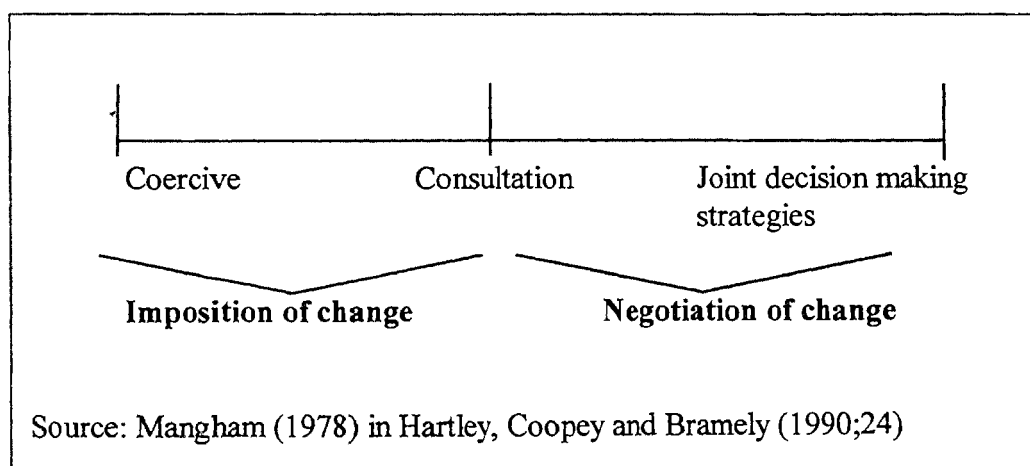 Coercive Consultation Joint decision making
strategies
Imposition of change Negotiation of change
Source: Mangham (1978) in Hartley, Coopey and Bramely (1990;24)